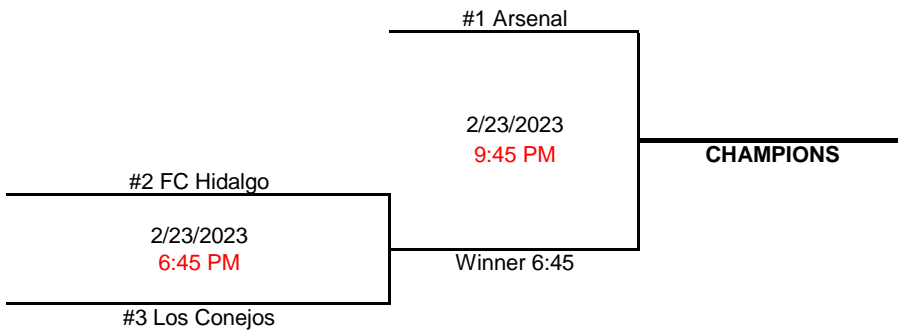 #1 Arsenal
2/23/2023
9:45 PM
CHAMPIONS
#2 FC Hidalgo
2/23/2023
6:45 PM
Winner 6:45
#3 Los Conejos